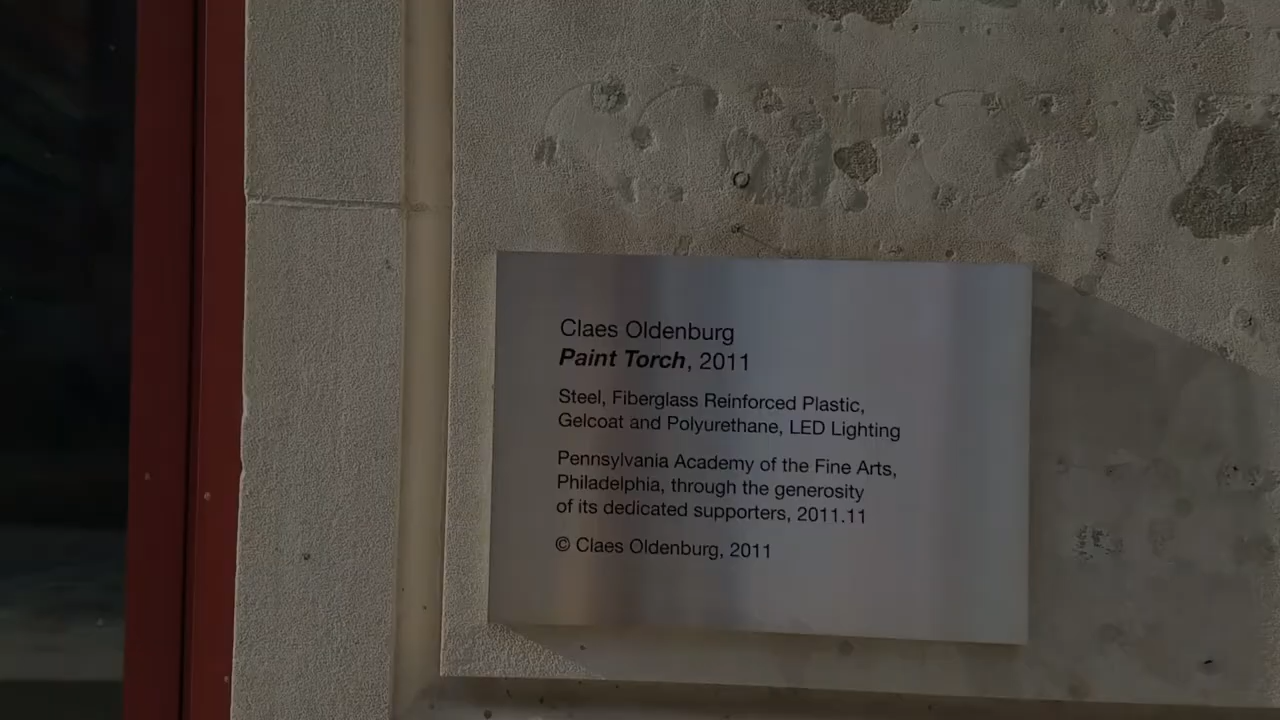 Claes Oldenburg
Paint Torch, 2011
Steel, Fiberglass Reinforced Plastic,
Gelcoat and Polyurethane, LED Lighting
Pennsylvania Academy of the Fine Arts,
Philadelphia, through the generosity
of its dedicated supporters, 2011.11
© Claes Oldenburg, 2011